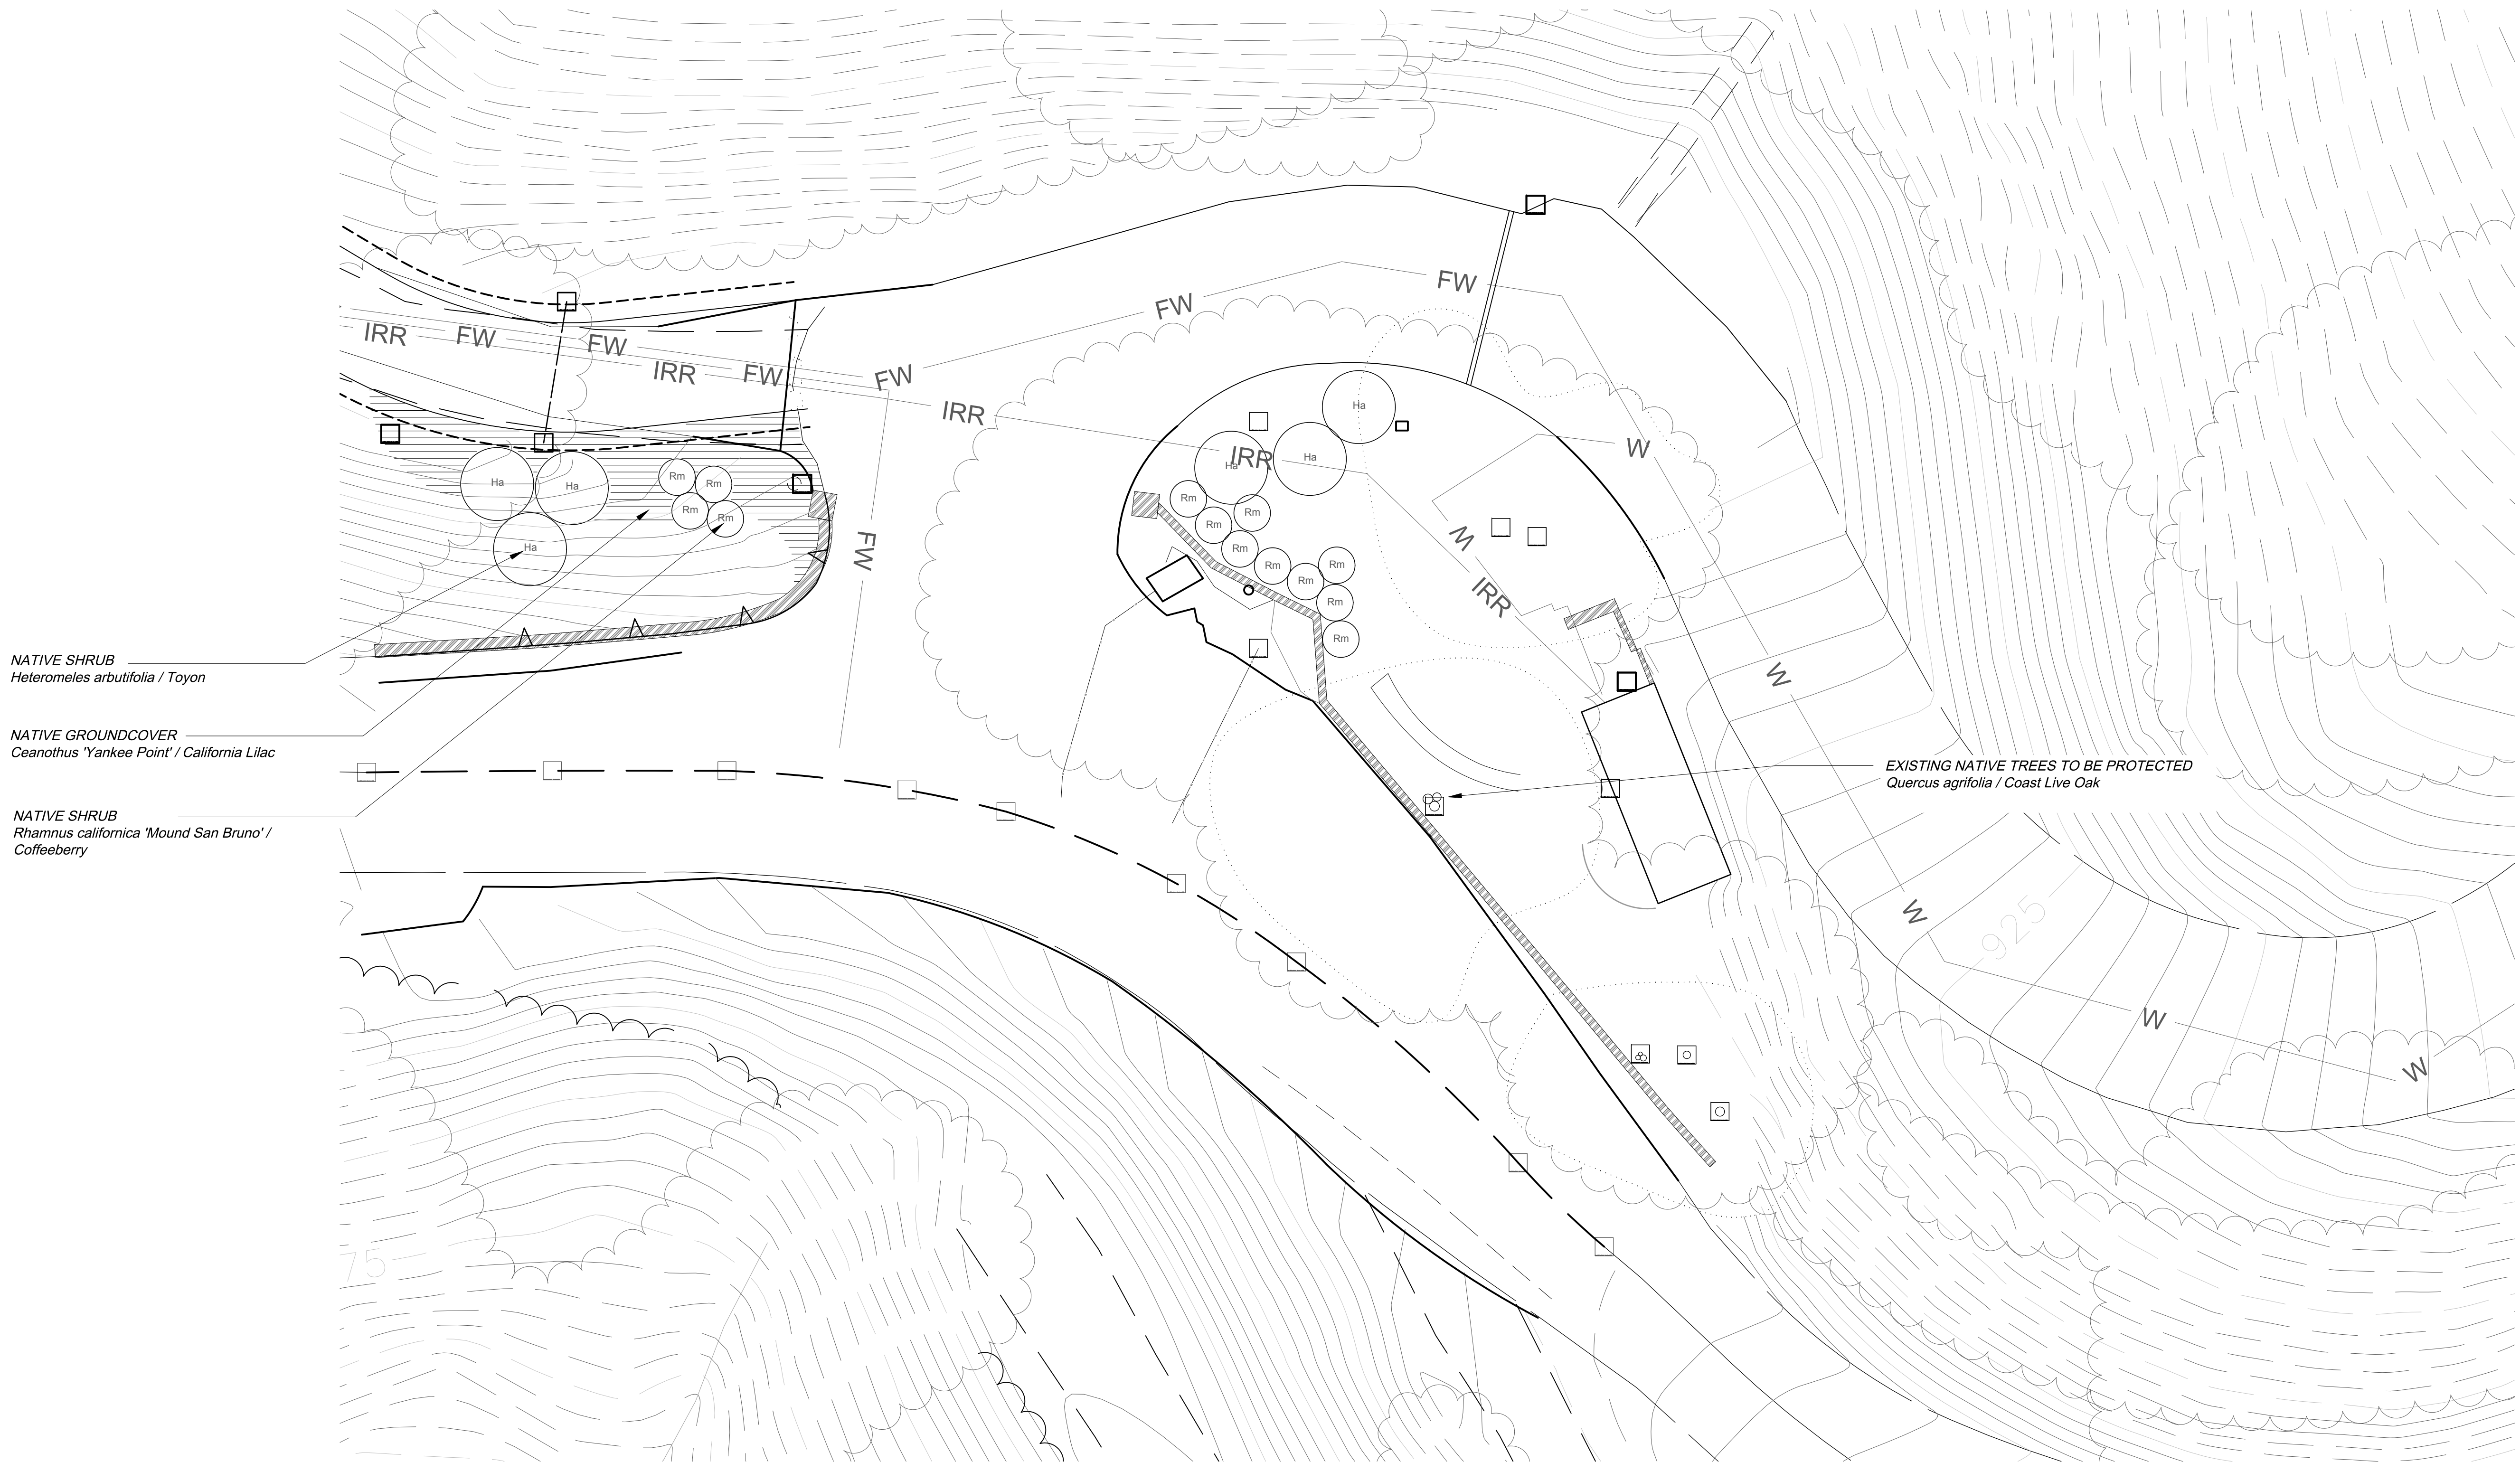 FW
FW
IRR
FW
FW
IRR
FW
FW
IRR
Ha
W
IRR
Ha
Ha
Ha
Ha
Rm
Rm
Ha
Rm
Rm
Rm
Rm
Rm
Rm
W
FW
Ha
Rm
Rm
Rm
Rm
IRR
Rm
Rm
NATIVE SHRUB
Heteromeles arbutifolia / Toyon
W
NATIVE GROUNDCOVER
Ceanothus 'Yankee Point' / California Lilac
EXISTING NATIVE TREES TO BE PROTECTED
Quercus agrifolia / Coast Live Oak
NATIVE SHRUB
Rhamnus californica 'Mound San Bruno' /
Coffeeberry
W
925
W
W
75